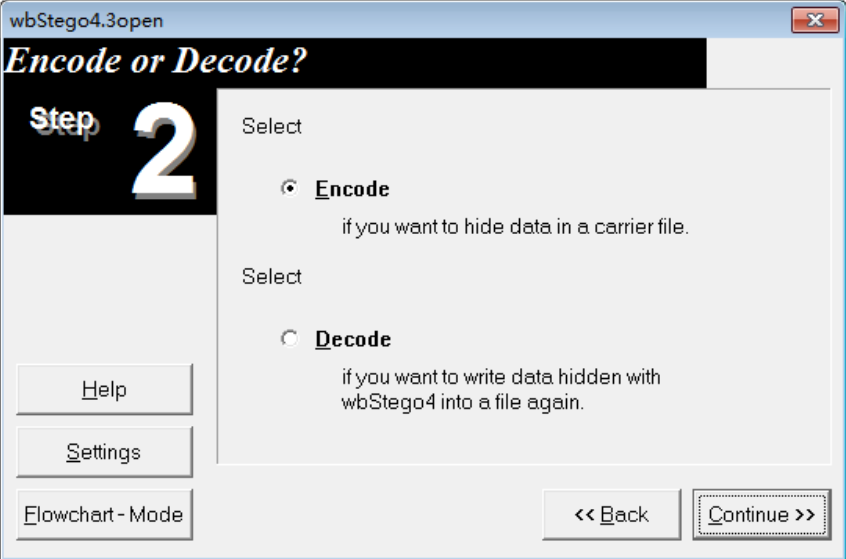 wbStego4.3open
Encode or Decode?
Step 2
Select
Encode
if you want to hide data in a carrier file.
Select
Decode
if you want to write data hidden with
wbStego4 into a file again.
Help
Settings
Flowchart - Mode
<< Back
Continue >>